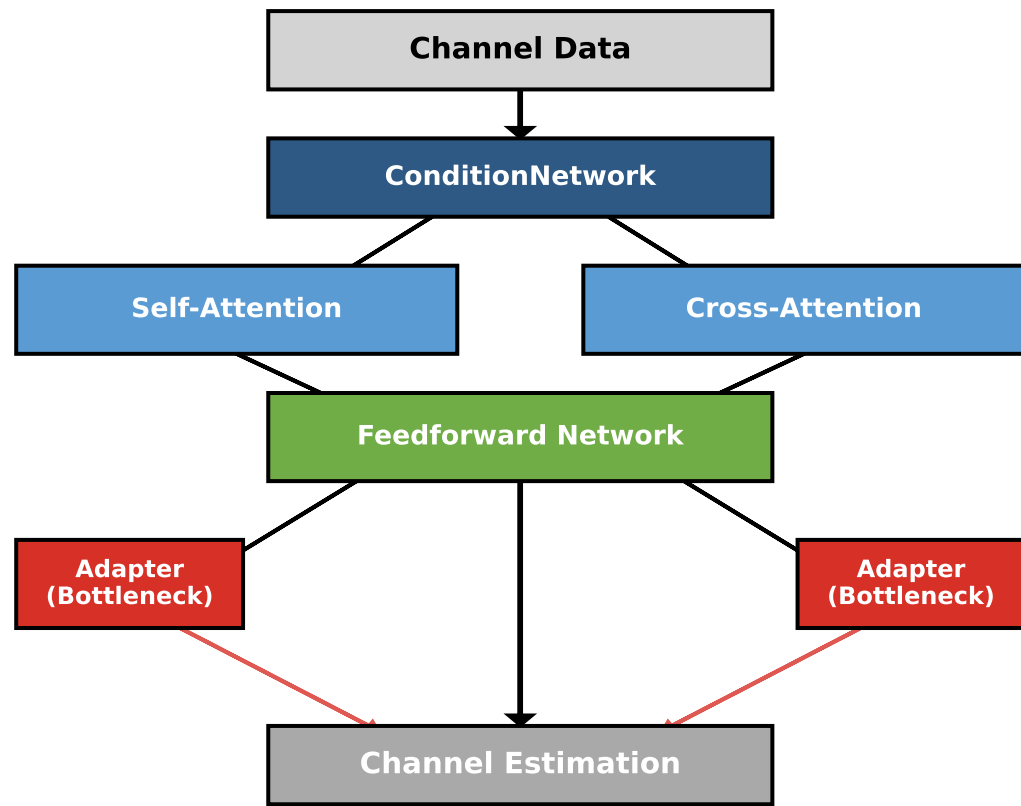 Channel Data
ConditionNetwork
Self-Attention
Cross-Attention
Feedforward Network
Adapter
(Bottleneck)
Adapter
(Bottleneck)
Channel Estimation